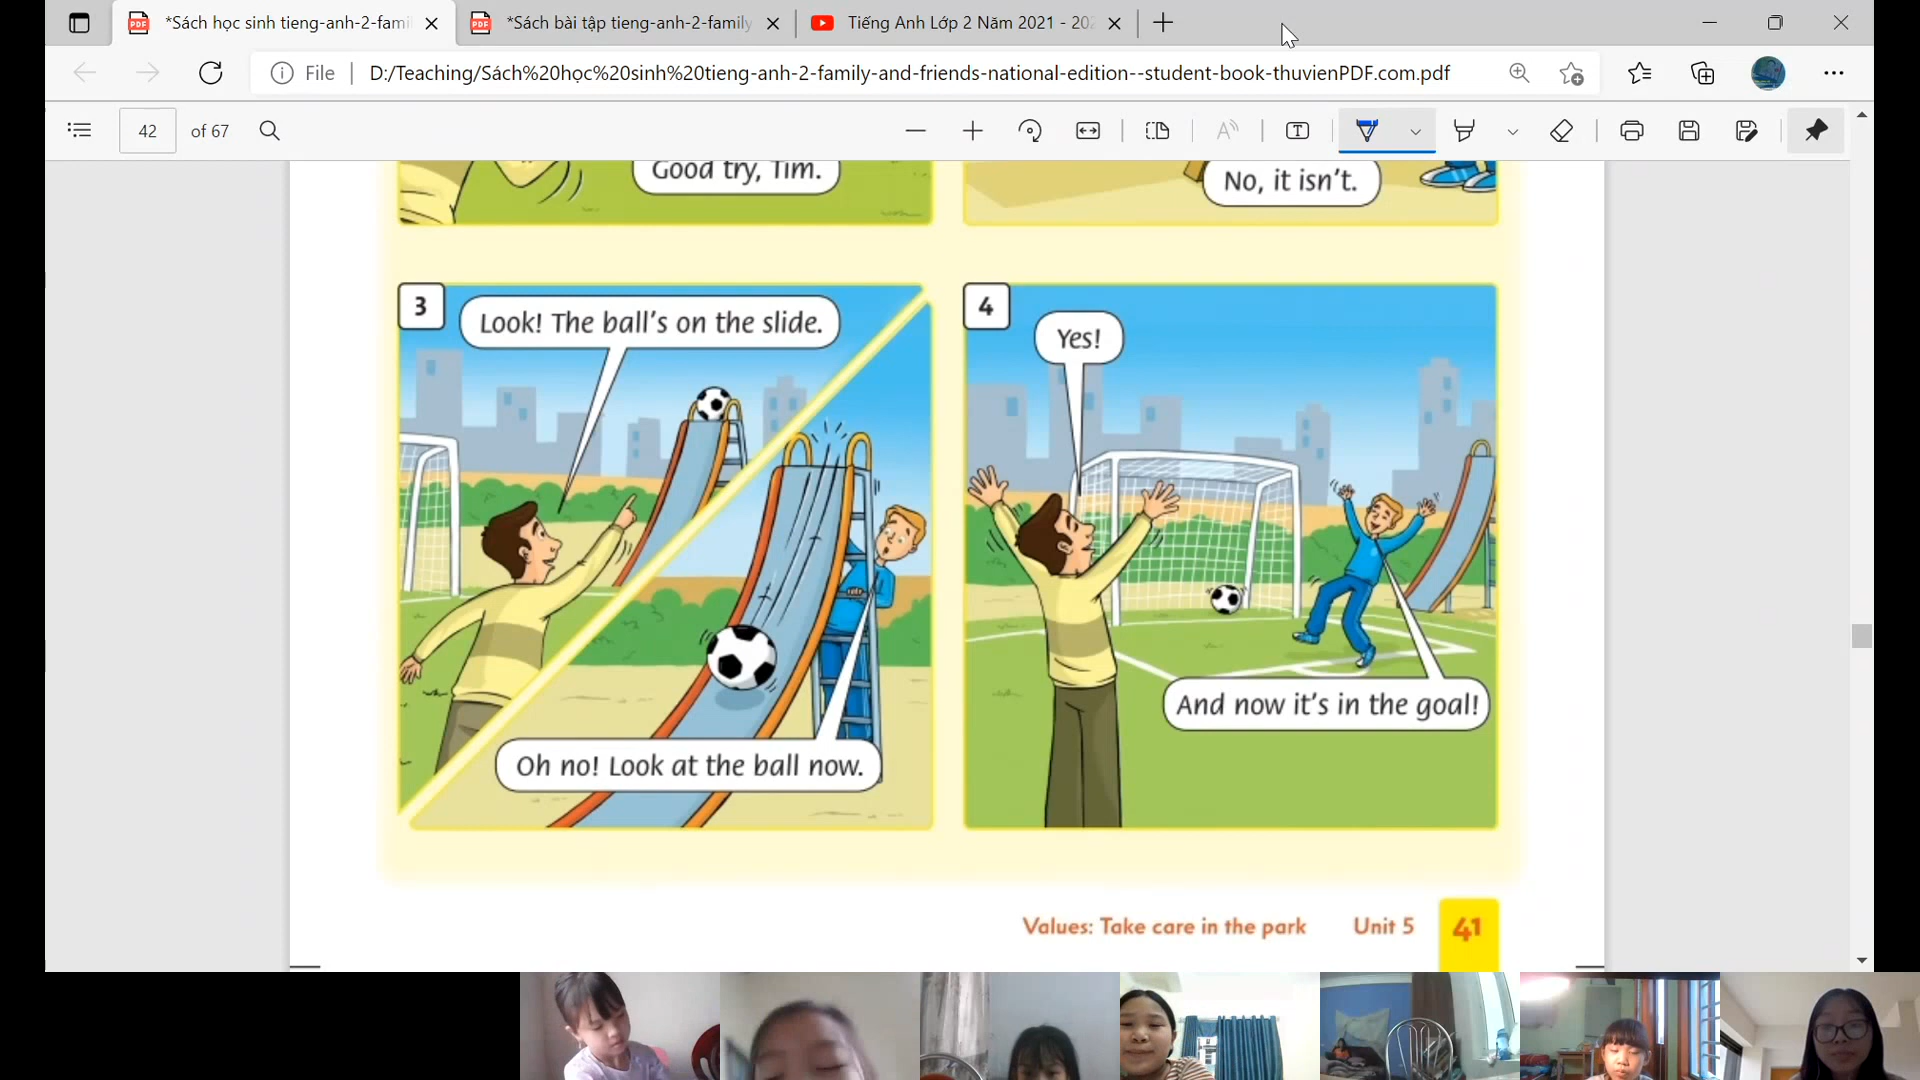 *Sách học sinh tieng-anh-2-fami
*Sách bài tập tieng-anh-2-family
Tiếng Anh Lớp 2 Năm 2021 - 202
File
D:/Teaching/Sách%20học%20sinh%20tieng-anh-2-family-and-friends-national-edition--student-book-thuvienPDF.com.pdf
42 of 67
Good try, Tim.
No, it isn't.
3
Look! The ball's on the slide.
Oh no! Look at the ball now.
4
Yes!
And now it's in the goal!
Values: Take care in the park Unit 5 41